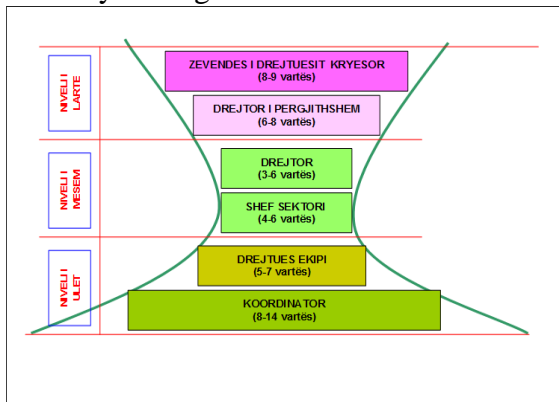 NIVELI I
LARTE
ZEVENDES I DREJTUESIT KRYESOR
(8-9 vartës)
DREJTOR I PERGJITHSHEM
(6-8 vartës)
NIVELI I
MESEM
DREJTOR
(3-6 vartës)
SHEF SEKTORI
(4-6 vartës)
NIVELI I
ULET
DREJTUES EKIPI
(5-7 vartës)
KOORDINATOR
(8-14 vartës)